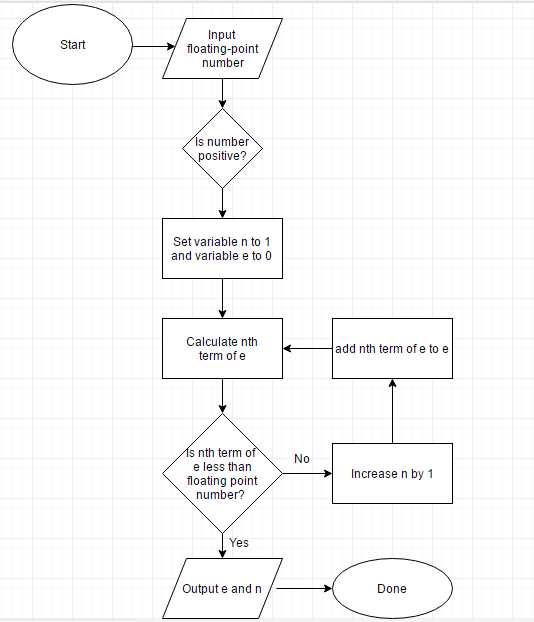 Start
Input
floating-point
number
Is number
positive?
Set variable n to 1
and variable e to 0
Calculate nth
term of e
add nth term of e to e
Is nth term of
e less than
floating point
number?
No
Increase n by 1
Yes
Output e and n
Done